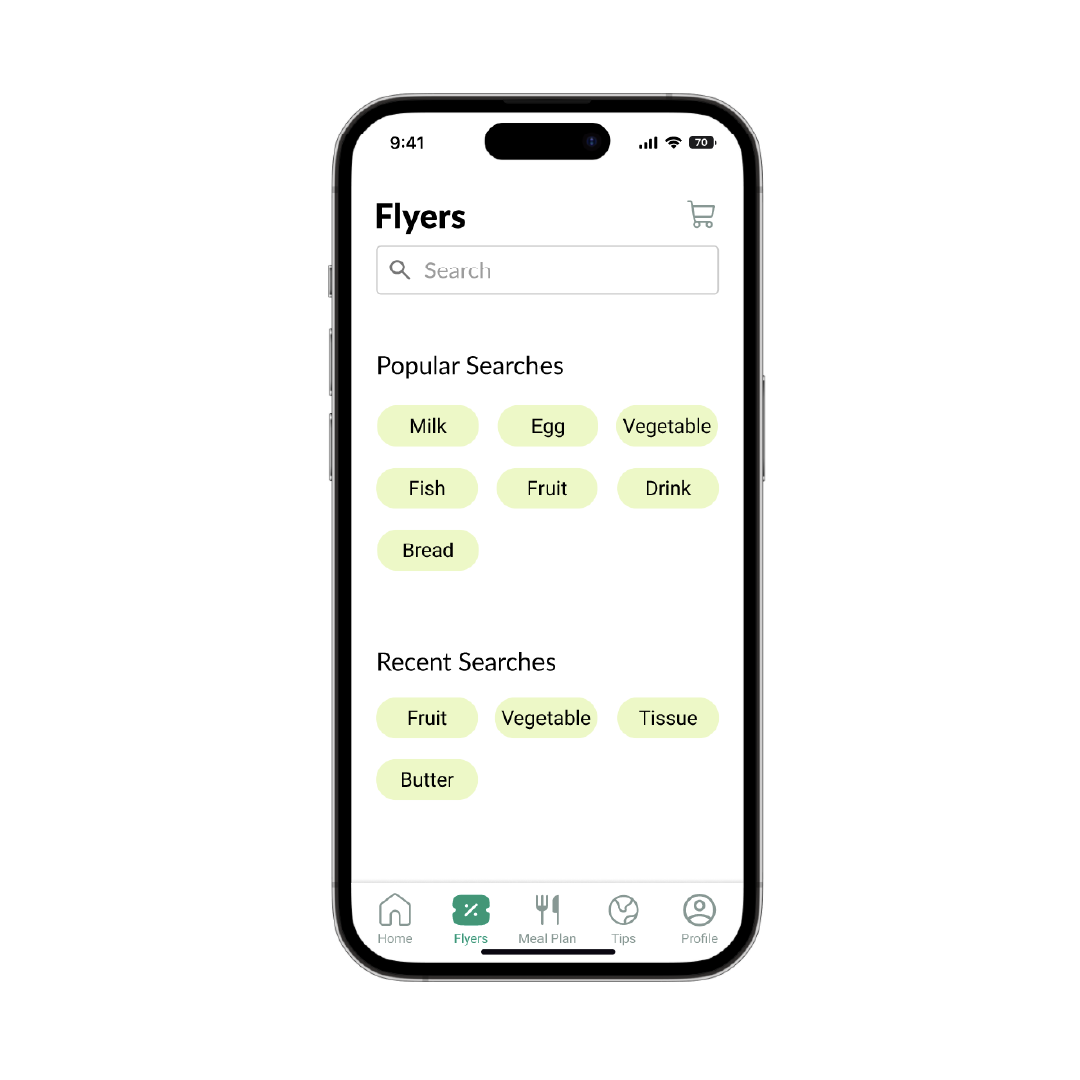 9:41 70
Flyers
Search
Popular Searches
Milk Egg Vegetable
Fish Fruit Drink
Bread
Recent Searches
Fruit Vegetable Tissue
Butter
Home Flyers Meal Plan Tips Profile